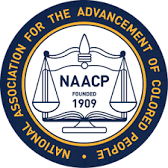 NATIONAL ASSOCIATION FOR THE ADVANCEMENT OF COLORED PEOPLE
NAACP
FOUNDED
1909